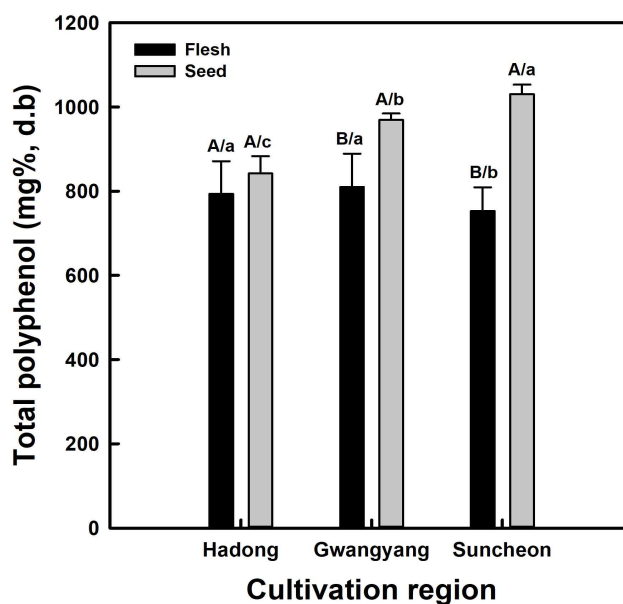 Total polyphenol (mg%, d.b)
1200
1000
800
600
400
200
0
Flesh
Seed
A/a
A/c
B/a
A/b
B/b
A/a
Hadong
Gwangyang
Suncheon
Cultivation region